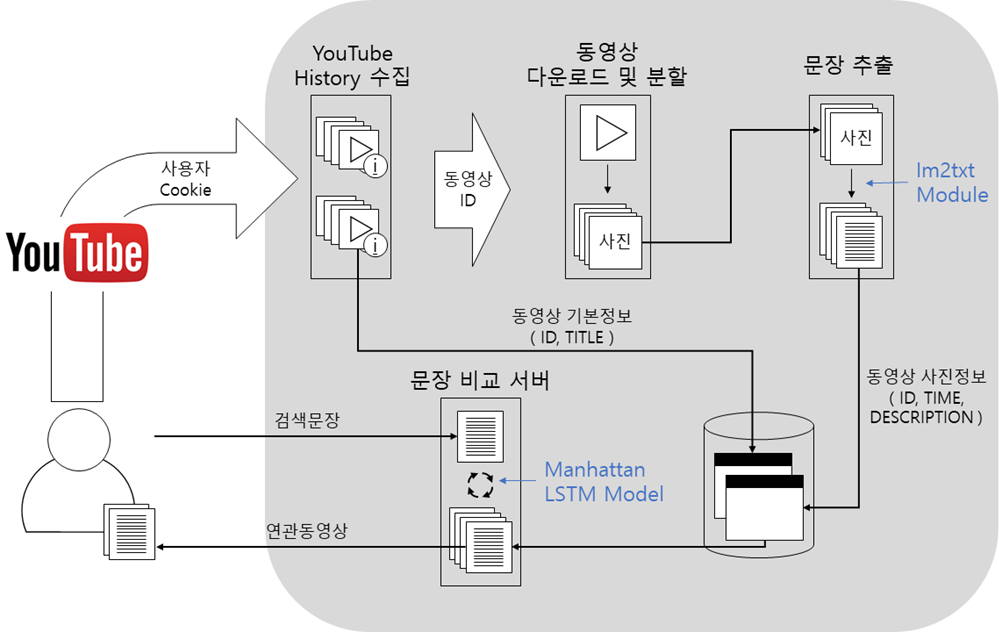 YouTube
History 수집
동영상
다운로드 및 분할
문장 추출
사용자
Cookie
동영상
ID
사진
사진
Im2txt
Module
YouTube
i
i
동영상 기본정보
( ID, TITLE )
동영상 사진정보
( ID, TIME,
DESCRIPTION )
문장 비교 서버
검색문장
Manhattan
LSTM Model
연관동영상